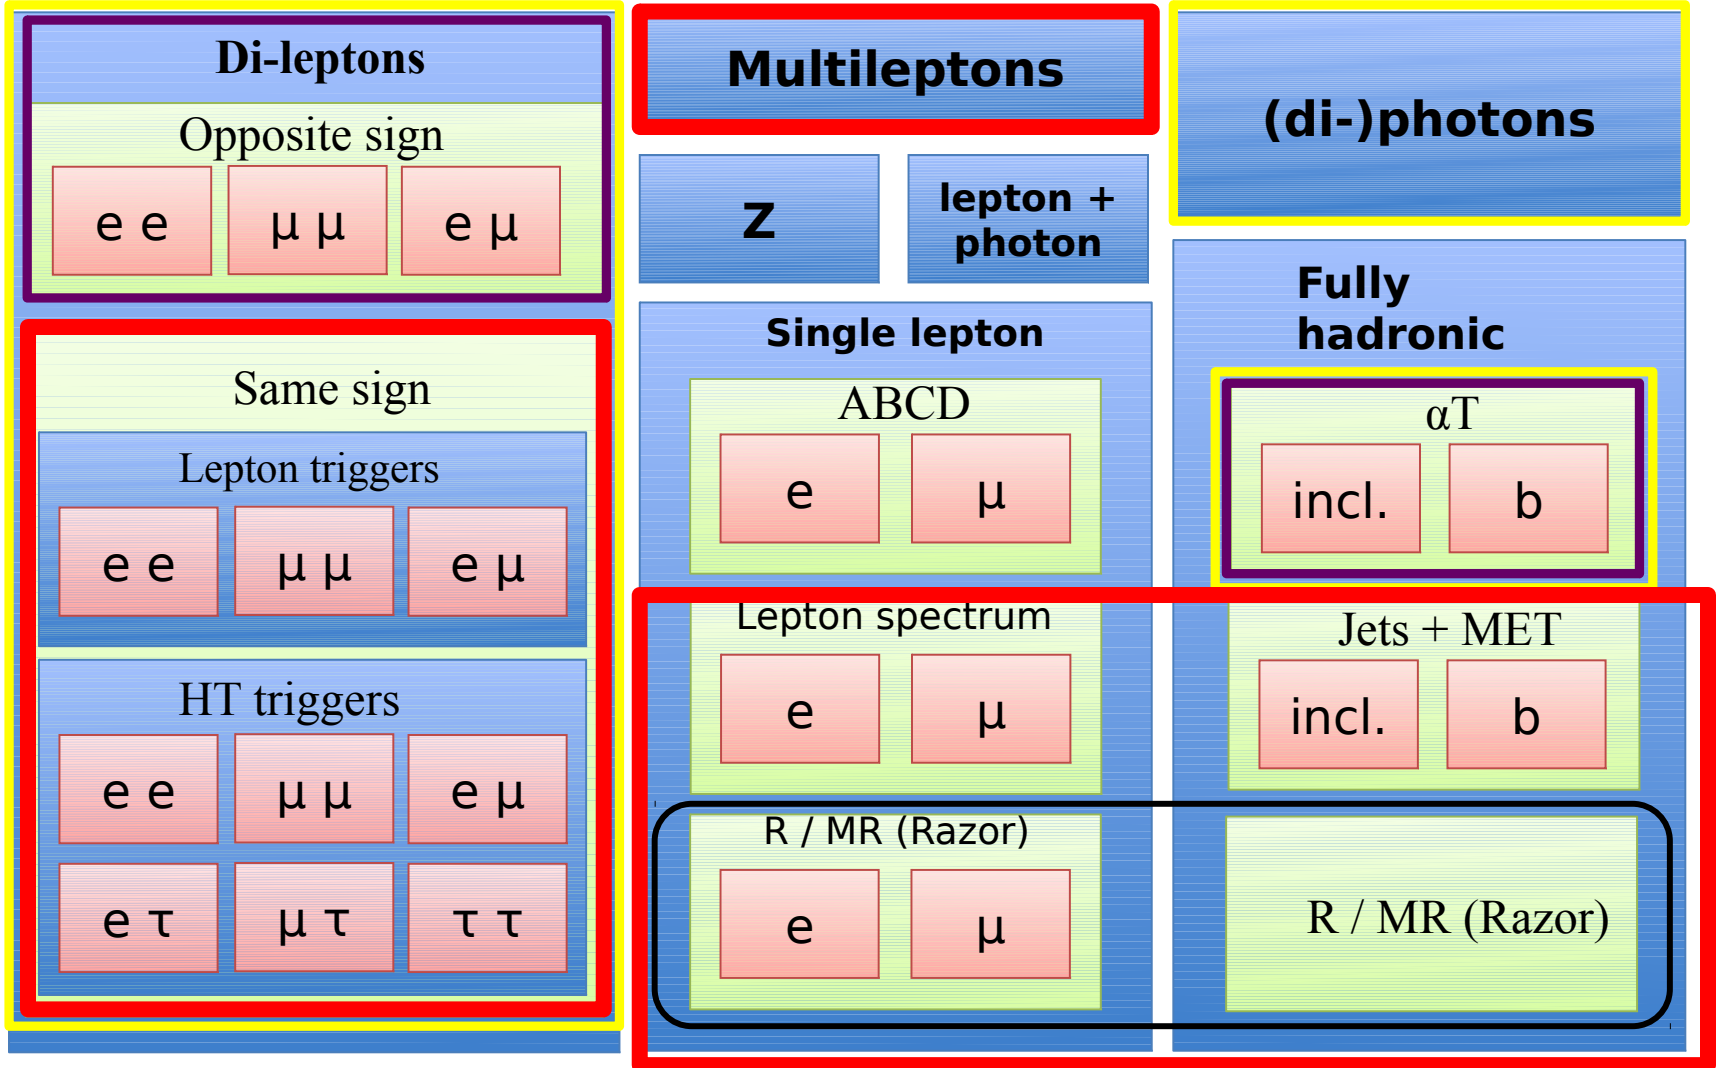 Di-leptons
Opposite sign
e e
μ μ
e μ
Same sign
Lepton triggers
e e
μ μ
e μ
HT triggers
e e
μ μ
e μ
e τ
μ τ
τ τ
Multileptons
Z
lepton +
photon
Single lepton
ABCD
e
μ
Lepton spectrum
e
μ
R / MR (Razor)
e
μ
(di-)photons
Fully
hadronic
αT
incl.
b
Jets + MET
incl.
b
R / MR (Razor)